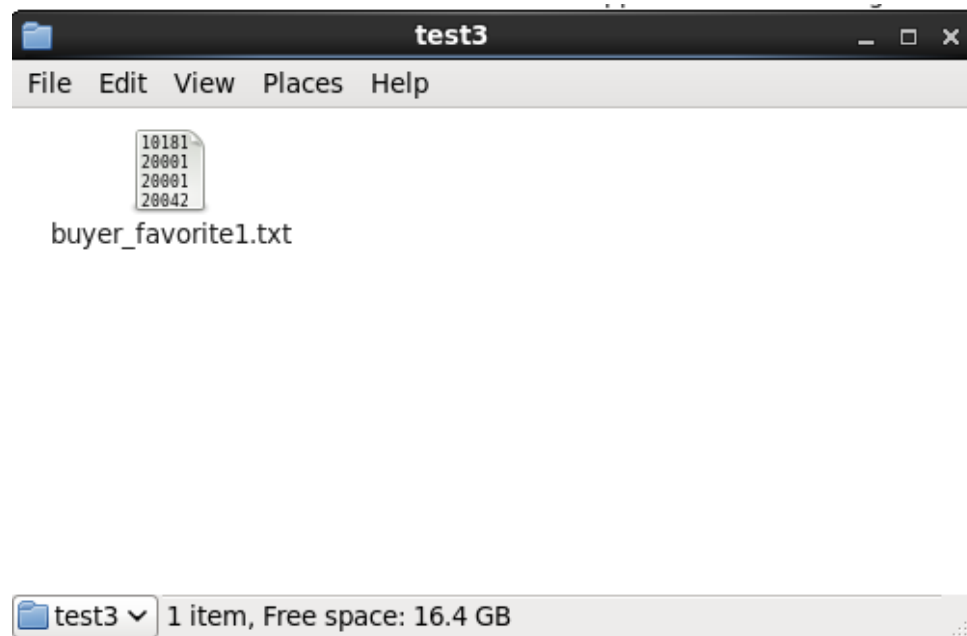 test3
File Edit View Places Help
10181
20001
20001
20042
buyer_favorite1.txt
test3 1 item, Free space: 16.4 GB